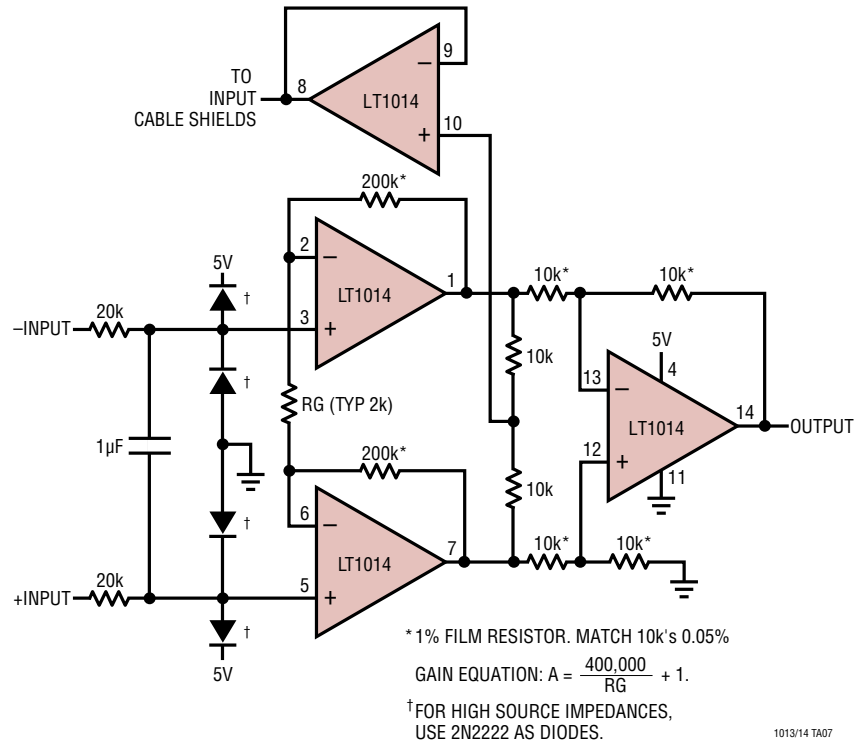 TO
INPUT
CABLE SHIELDS
8
9
10
–
+
LT1014
200k*
5V
†
2
3
–
+
LT1014
1
–INPUT
20k
†
1µF
RG (TYP 2k)
10k*
10k*
10k
10k
5V
4
13
12
–
+
LT1014
14
OUTPUT
11
200k*
†
6
5
–
+
LT1014
7
10k*
10k*
+INPUT
20k
†
5V
* 1% FILM RESISTOR. MATCH 10k's 0.05%
GAIN EQUATION: A = 400,000
RG
+ 1.
†FOR HIGH SOURCE IMPEDANCES,
USE 2N2222 AS DIODES.
1013/14 TA07